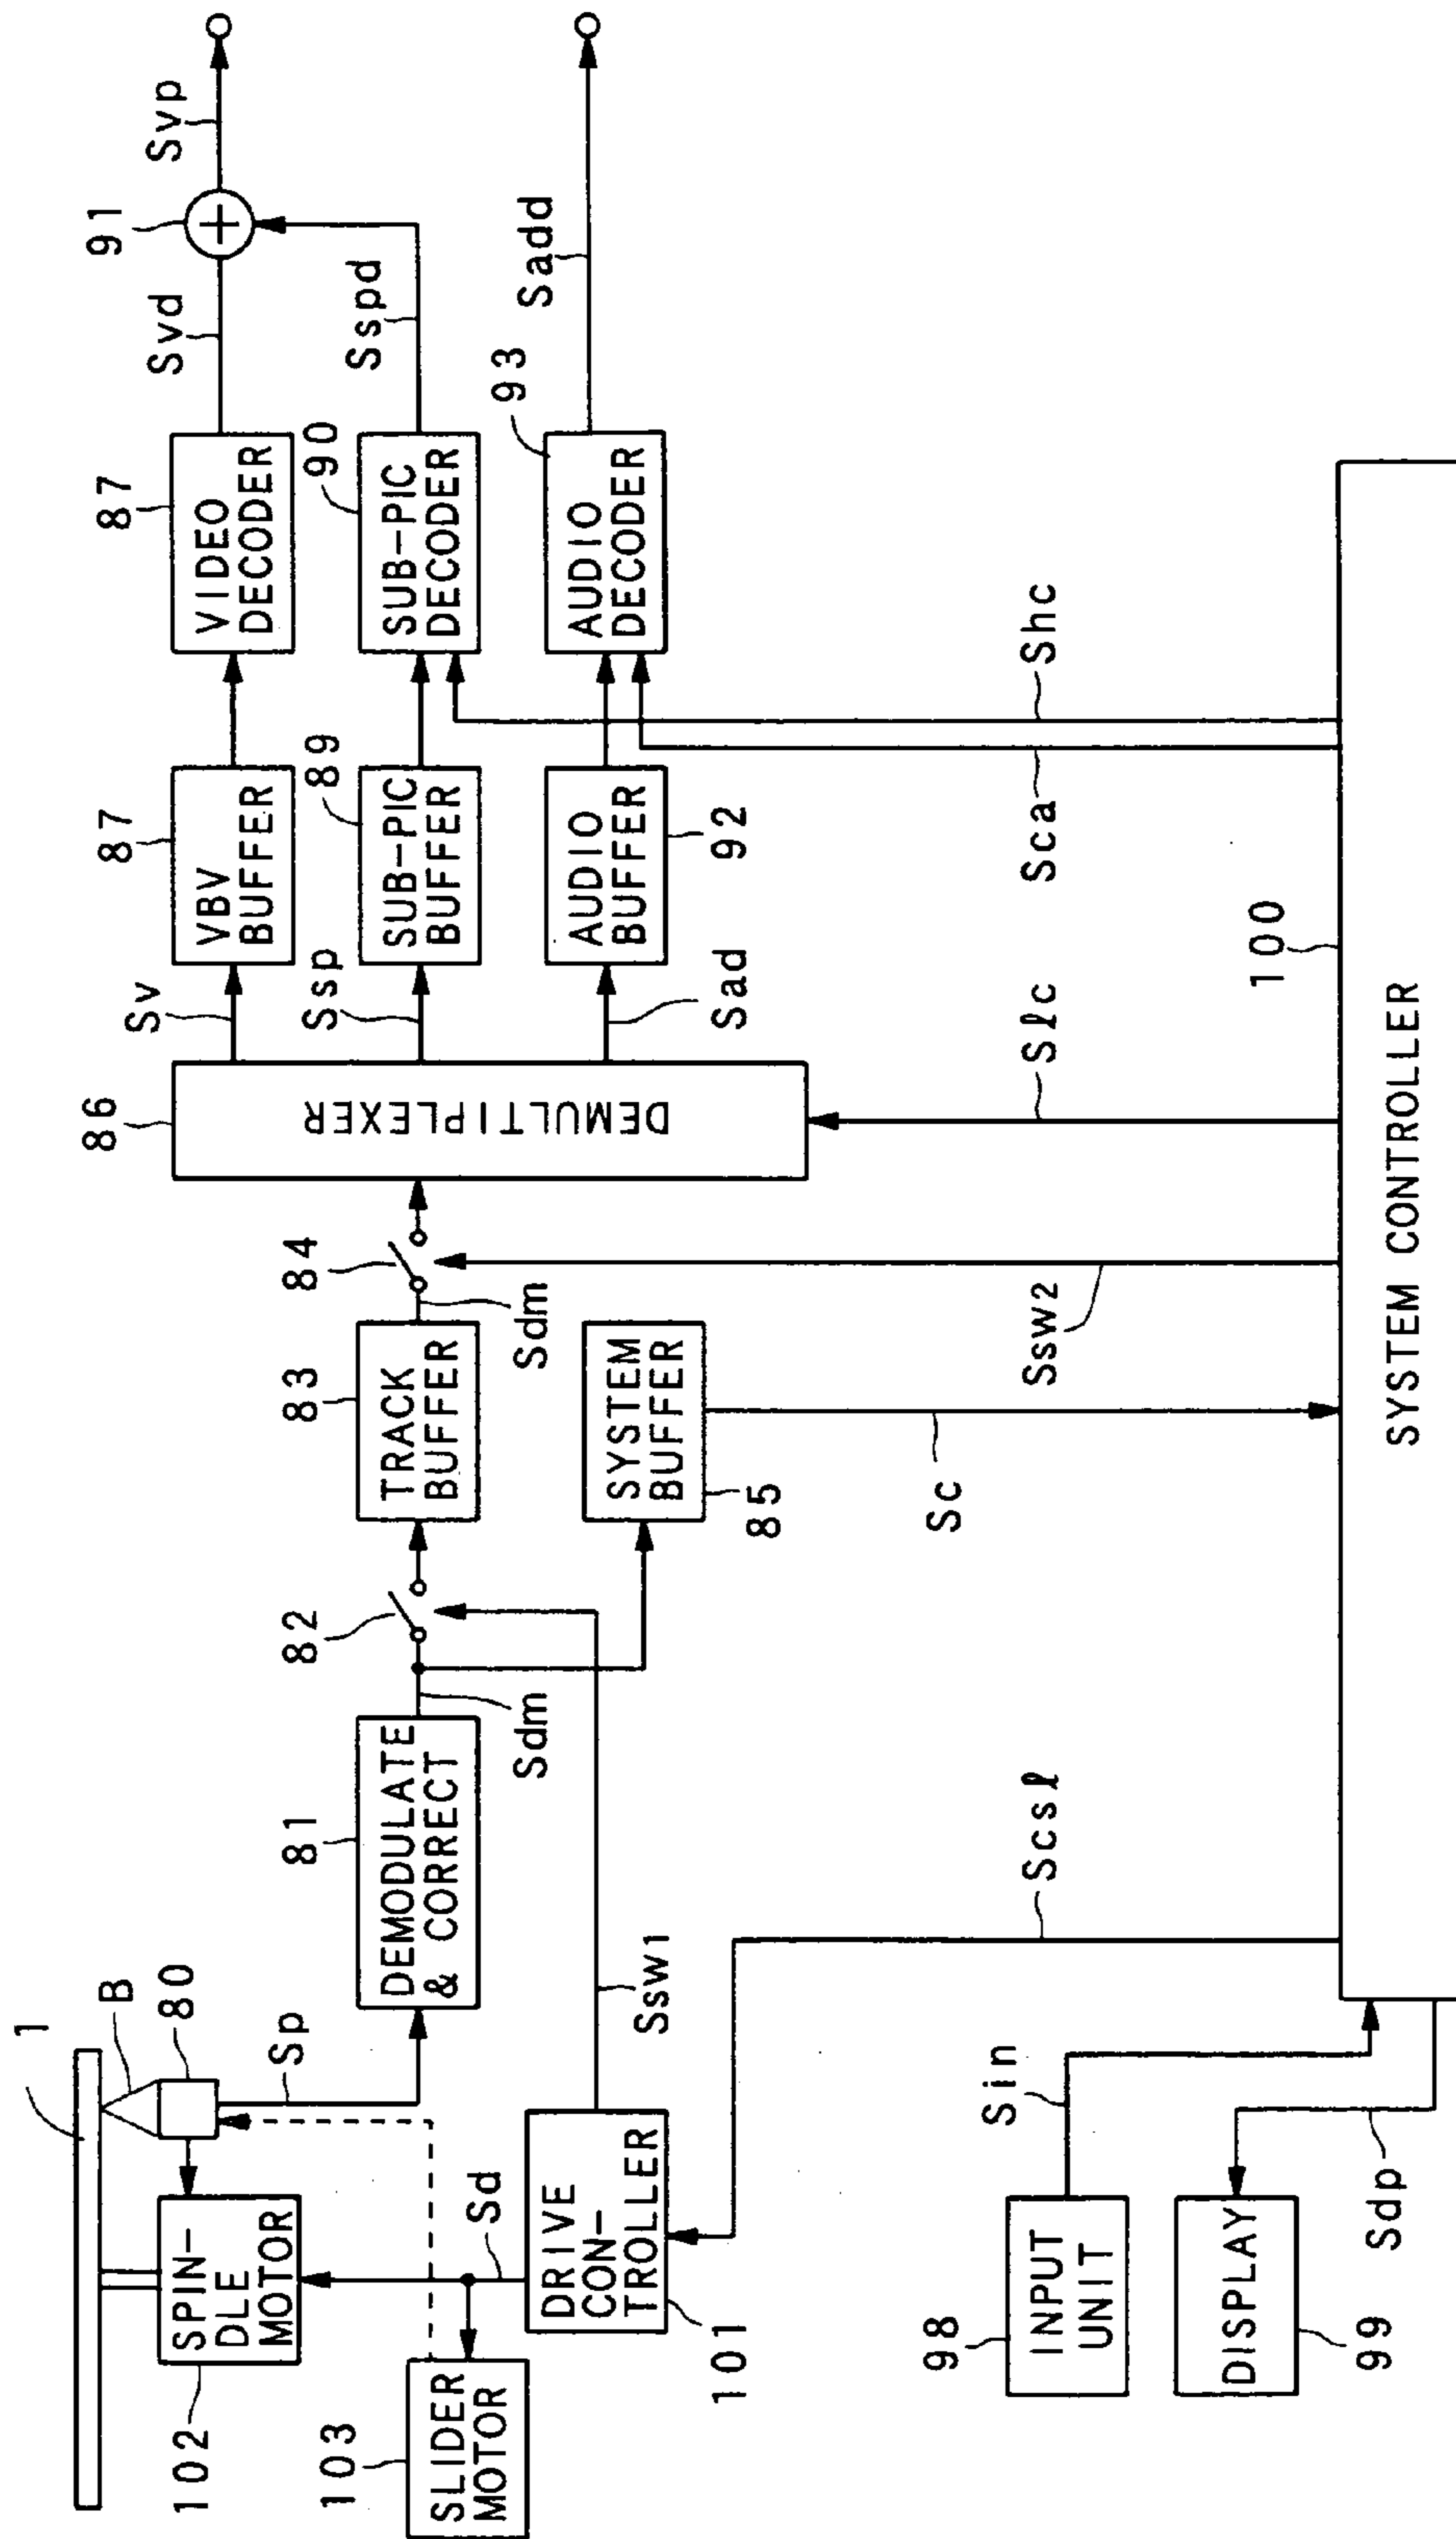 1
B
80
Sp
SPIN-
DLE
MOTOR
102
SLIDER
MOTOR
103
Sd
DRIVE
CON-
TROLLER
101
Ssw1
DEMODULATE
& CORRECT
81
Sdm
82
TRACK
BUFFER
83
Sdm
84
SYSTEM
BUFFER
85
DEMULTIPLEXER
86
Sv
Ssp
Sad
VBV
BUFFER
87
SUB-PIC
BUFFER
89
AUDIO
BUFFER
92
VIDEO
DECODER
87
SUB-PIC
DECODER
90
AUDIO
DECODER
93
Svd
Sspd
91
Svp
Sadd
INPUT
UNIT
98
DISPLAY
99
Sin
Sdp
Scsℓ
Sc
Ssw2
Sℓc
Sca
Shc
100
SYSTEM CONTROLLER